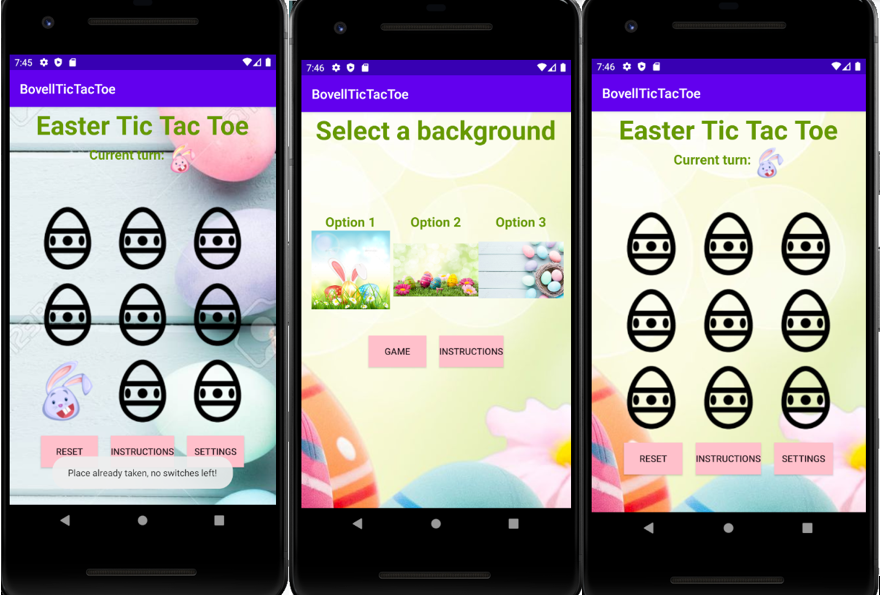 7:45
BovellTicTacToe
Easter Tic Tac Toe
Current turn:
RESET
INSTRUCTIONS
SETTINGS
Place already taken, no switches left!
7:46
BovellTicTacToe
Select a background
Option 1
Option 2
Option 3
GAME
INSTRUCTIONS
7:46
BovellTicTacToe
Easter Tic Tac Toe
Current turn:
RESET
INSTRUCTIONS
SETTINGS